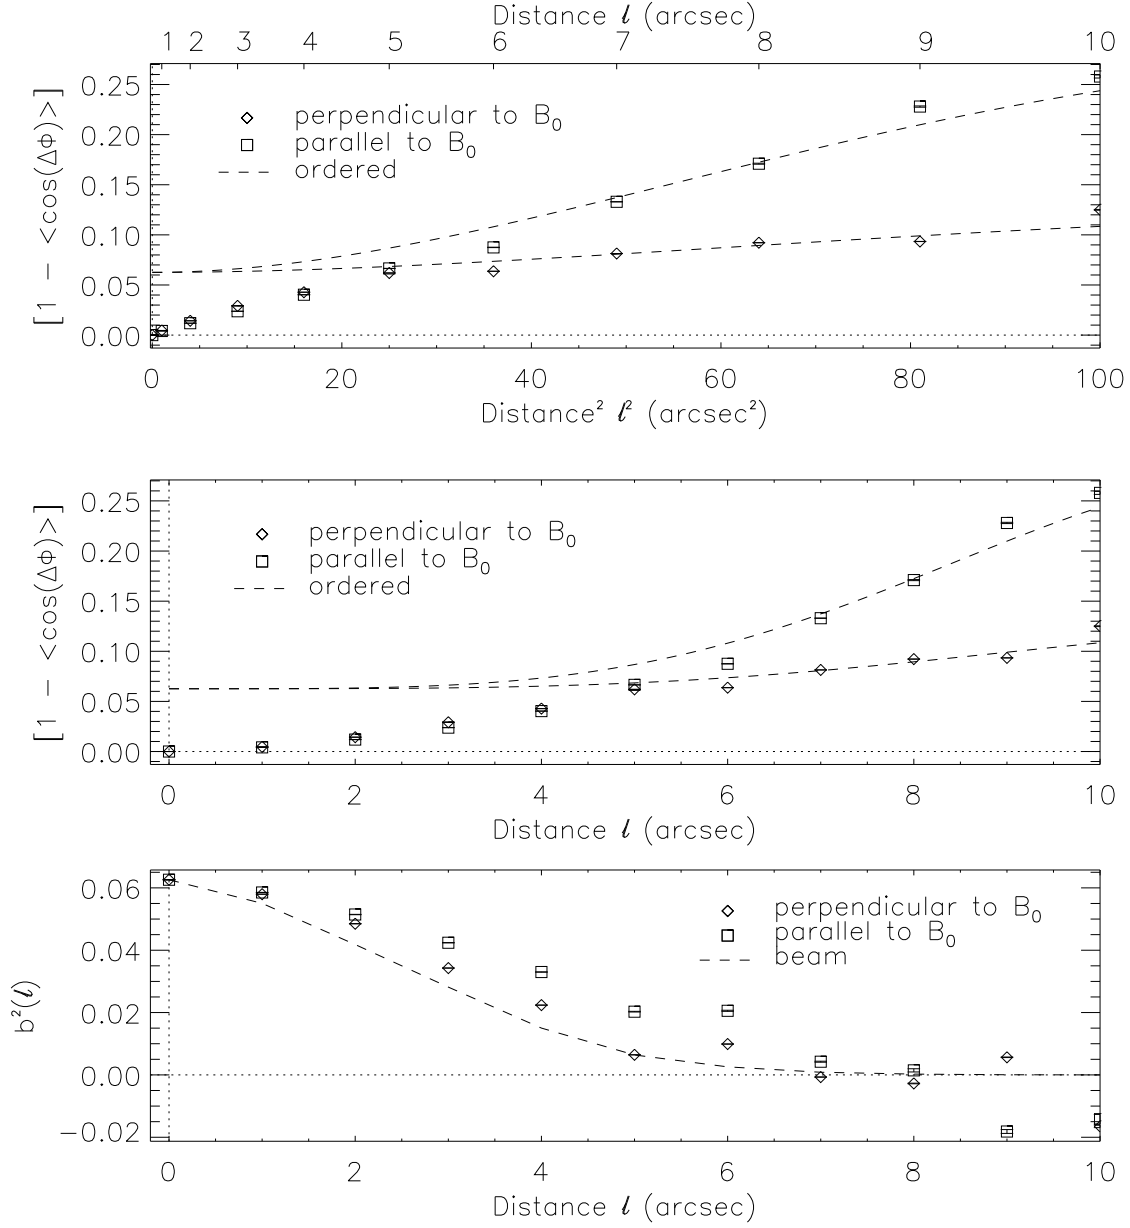 Distance ℓ (arcsec)
1 2 3 4 5 6 7 8 9 10
[1 − <cos(Δϕ)>]
0.25
0.20
0.15
0.10
0.05
0.00
perpendicular to B₀
parallel to B₀
ordered
0 20 40 60 80 100
Distance² ℓ² (arcsec²)
[1 − <cos(Δϕ)>]
0.25
0.20
0.15
0.10
0.05
0.00
perpendicular to B₀
parallel to B₀
ordered
0 2 4 6 8 10
Distance ℓ (arcsec)
b²(ℓ)
0.06
0.04
0.02
0.00
−0.02
perpendicular to B₀
parallel to B₀
beam
0 2 4 6 8 10
Distance ℓ (arcsec)